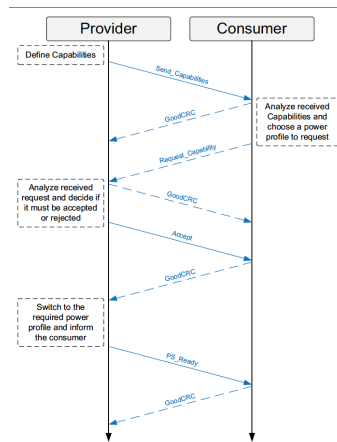 Provider
Consumer
Define Capabilities
Send_Capabilities
GoodCRC
Analyze received
Capabilities and
choose a power
profile to request
Request_Capability
Analyze received
request and decide if
it must be accepted
or rejected
GoodCRC
Accept
GoodCRC
Switch to the
required power
profile and inform
the consumer
PS_Ready
GoodCRC